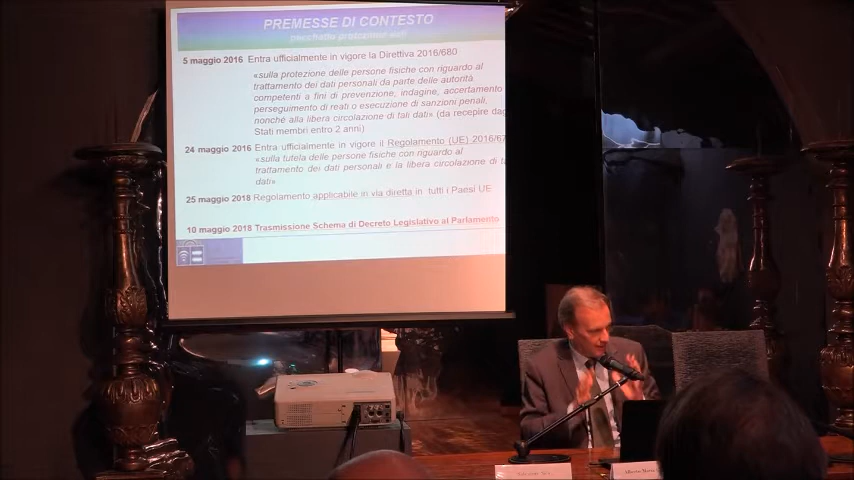 PREMESSE DI CONTESTO
pacchetto protezione dati
5 maggio 2016 Entra ufficialmente in vigore la Direttiva 2016/680
«sulla protezione delle persone fisiche con riguardo al
trattamento dei dati personali da parte delle autorità
competenti a fini di prevenzione, indagine, accertamento
perseguimento di reati o esecuzione di sanzioni penali,
nonché alla libera circolazione di tali dati» (da recepire dag
Stati membri entro 2 anni)
24 maggio 2016 Entra ufficialmente in vigore il Regolamento (UE) 2016/67
«sulla tutela delle persone fisiche con riguardo al
trattamento dei dati personali e la libera circolazione di t
dati»
25 maggio 2018 Regolamento applicabile in via diretta in tutti i Paesi UE
10 maggio 2018 Trasmissione Schema di Decreto Legislativo al Parlamento